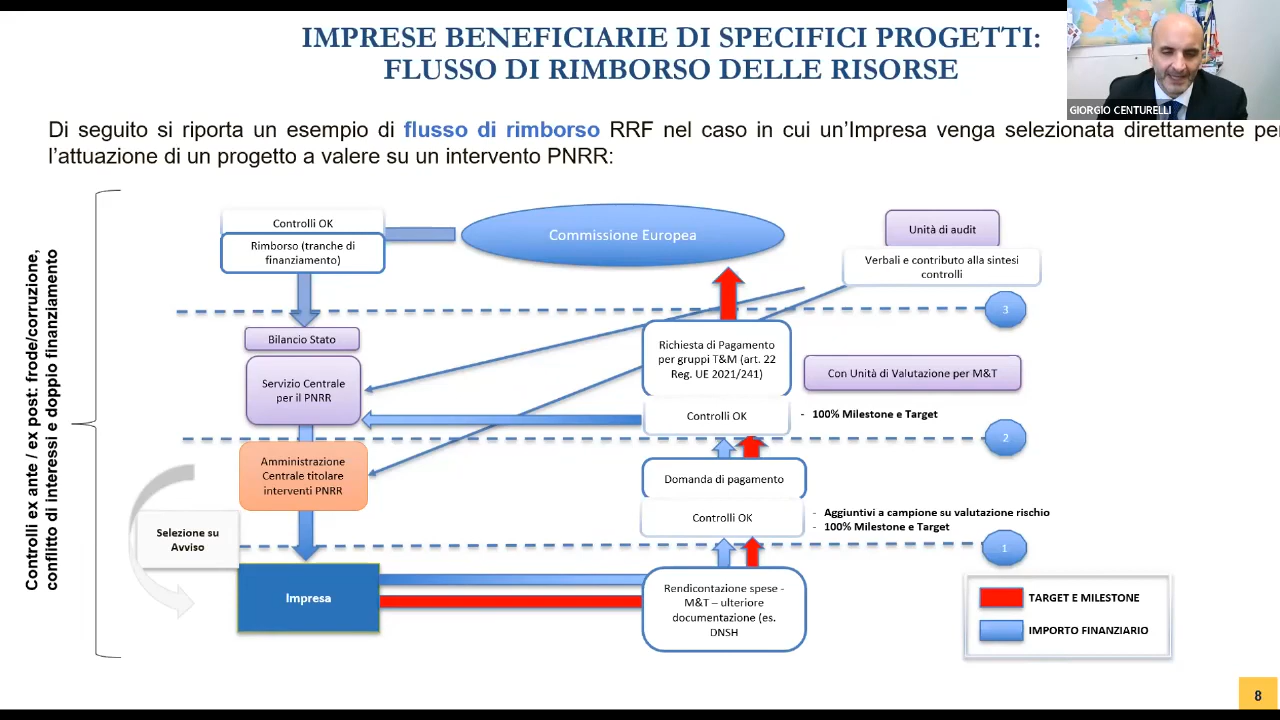 IMPRESE BENEFICIARIE DI SPECIFICI PROGETTI:
FLUSSO DI RIMBORSO DELLE RISORSE
GIORGIO CENTURELLI
Di seguito si riporta un esempio di flusso di rimborso RRF nel caso in cui un'Impresa venga selezionata direttamente per
l'attuazione di un progetto a valere su un intervento PNRR:
Controlli ex ante / ex post: frode/corruzione,
conflitto di interessi e doppio finanziamento
Controlli OK
Rimborso (tranche di
finanziamento)
Commissione Europea
Unità di audit
Verbali e contributo alla sintesi
controlli
3
Bilancio Stato
Servizio Centrale
per il PNRR
Richiesta di Pagamento
per gruppi T&M (art. 22
Reg. UE 2021/241)
Con Unità di Valutazione per M&T
Controlli OK
- 100% Milestone e Target
2
Amministrazione
Centrale titolare
interventi PNRR
Domanda di pagamento
Controlli OK
- Aggiuntivi a campione su valutazione rischio
- 100% Milestone e Target
Selezione su
Avviso
1
Impresa
Rendicontazione spese -
M&T – ulteriore
documentazione (es.
DNSH
TARGET E MILESTONE
IMPORTO FINANZIARIO
8